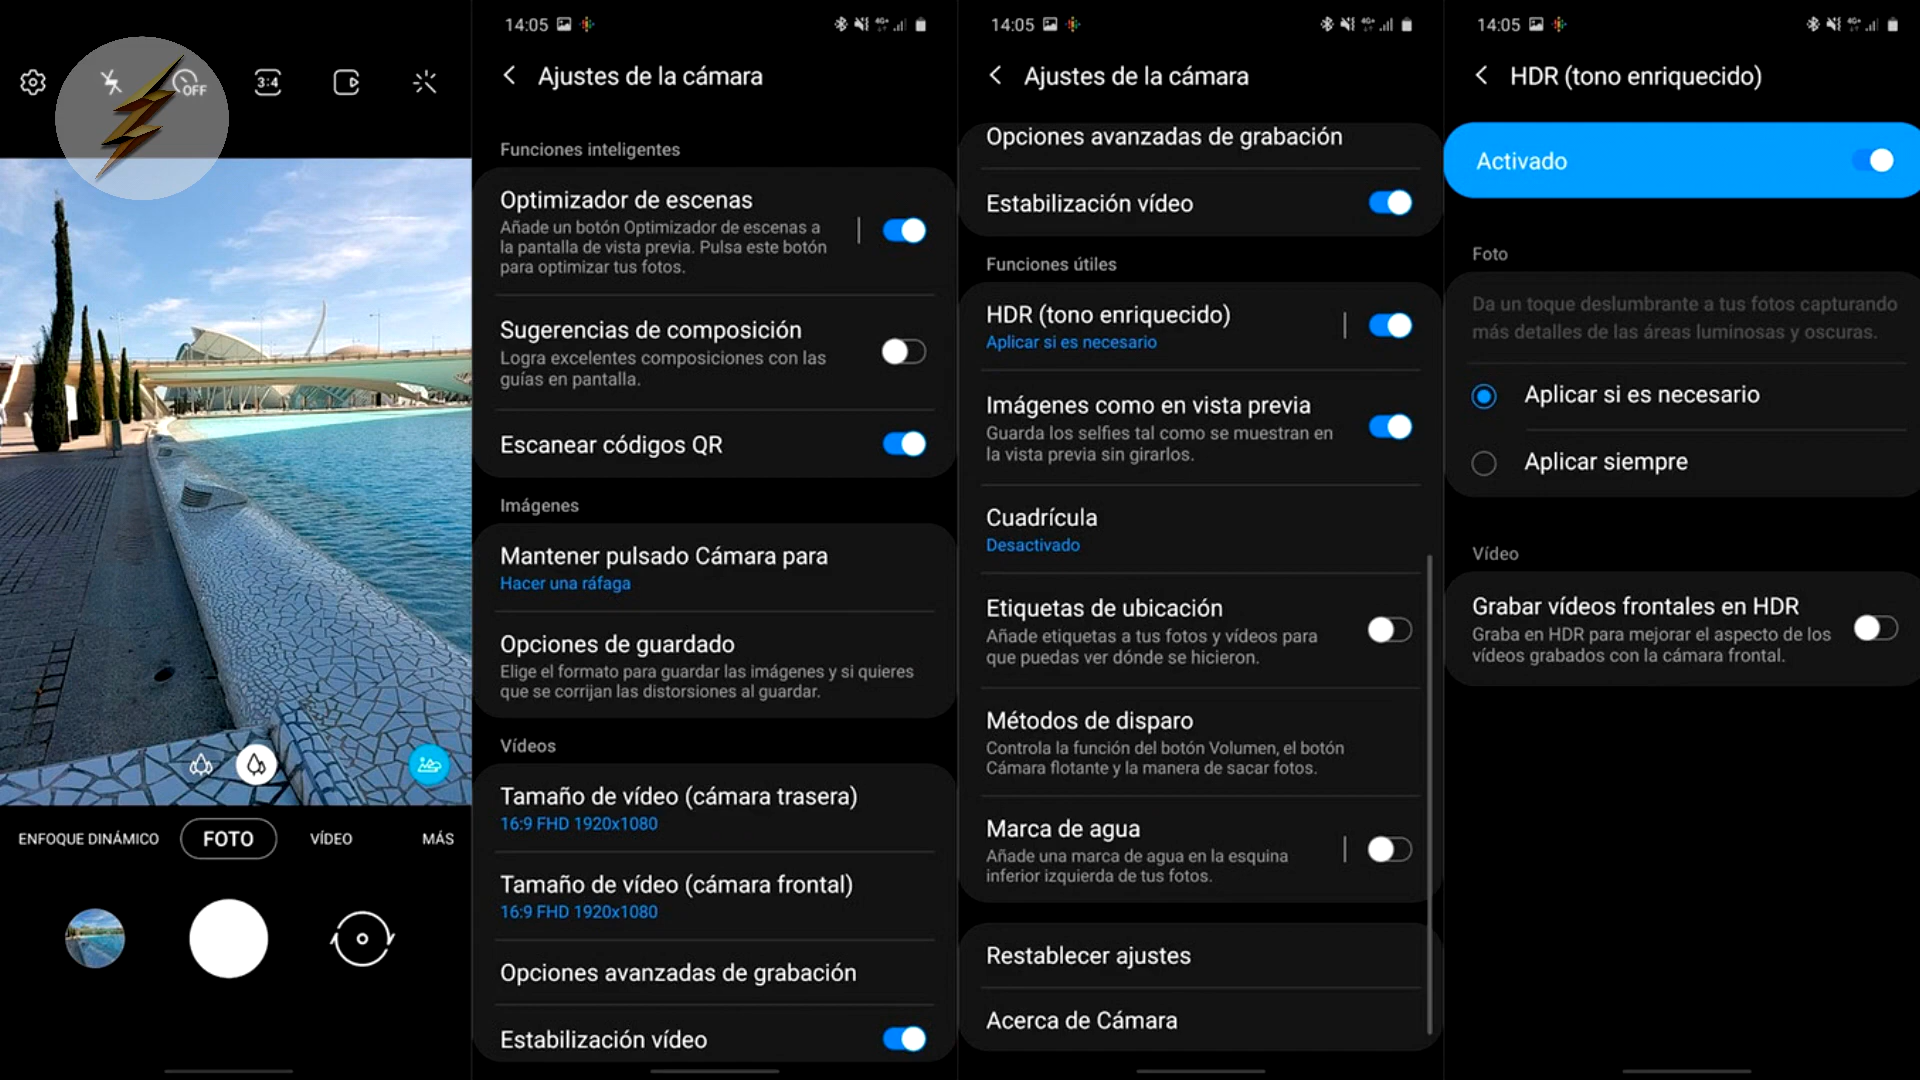 OFF
3:4
ENFOQUE DINÁMICO
FOTO
VÍDEO
MÁS
14:05
4G+
Ajustes de la cámara
Funciones inteligentes
Optimizador de escenas
Añade un botón Optimizador de escenas a
la pantalla de vista previa. Pulsa este botón
para optimizar tus fotos.
Sugerencias de composición
Logra excelentes composiciones con las
guías en pantalla.
Escanear códigos QR
Imágenes
Mantener pulsado Cámara para
Hacer una ráfaga
Opciones de guardado
Elige el formato para guardar las imágenes y si quieres
que se corrijan las distorsiones al guardar.
Vídeos
Tamaño de vídeo (cámara trasera)
16:9 FHD 1920x1080
Tamaño de vídeo (cámara frontal)
16:9 FHD 1920x1080
Opciones avanzadas de grabación
Estabilización vídeo
14:05
4G+
Ajustes de la cámara
Opciones avanzadas de grabación
Estabilización vídeo
Funciones útiles
HDR (tono enriquecido)
Aplicar si es necesario
Imágenes como en vista previa
Guarda los selfies tal como se muestran en
la vista previa sin girarlos.
Cuadrícula
Desactivado
Etiquetas de ubicación
Añade etiquetas a tus fotos y vídeos para
que puedas ver dónde se hicieron.
Métodos de disparo
Controla la función del botón Volumen, el botón
Cámara flotante y la manera de sacar fotos.
Marca de agua
Añade una marca de agua en la esquina
inferior izquierda de tus fotos.
Restablecer ajustes
Acerca de Cámara
14:05
4G+
HDR (tono enriquecido)
Activado
Foto
Da un toque deslumbrante a tus fotos capturando
más detalles de las áreas luminosas y oscuras.
Aplicar si es necesario
Aplicar siempre
Vídeo
Grabar vídeos frontales en HDR
Graba en HDR para mejorar el aspecto de los
vídeos grabados con la cámara frontal.